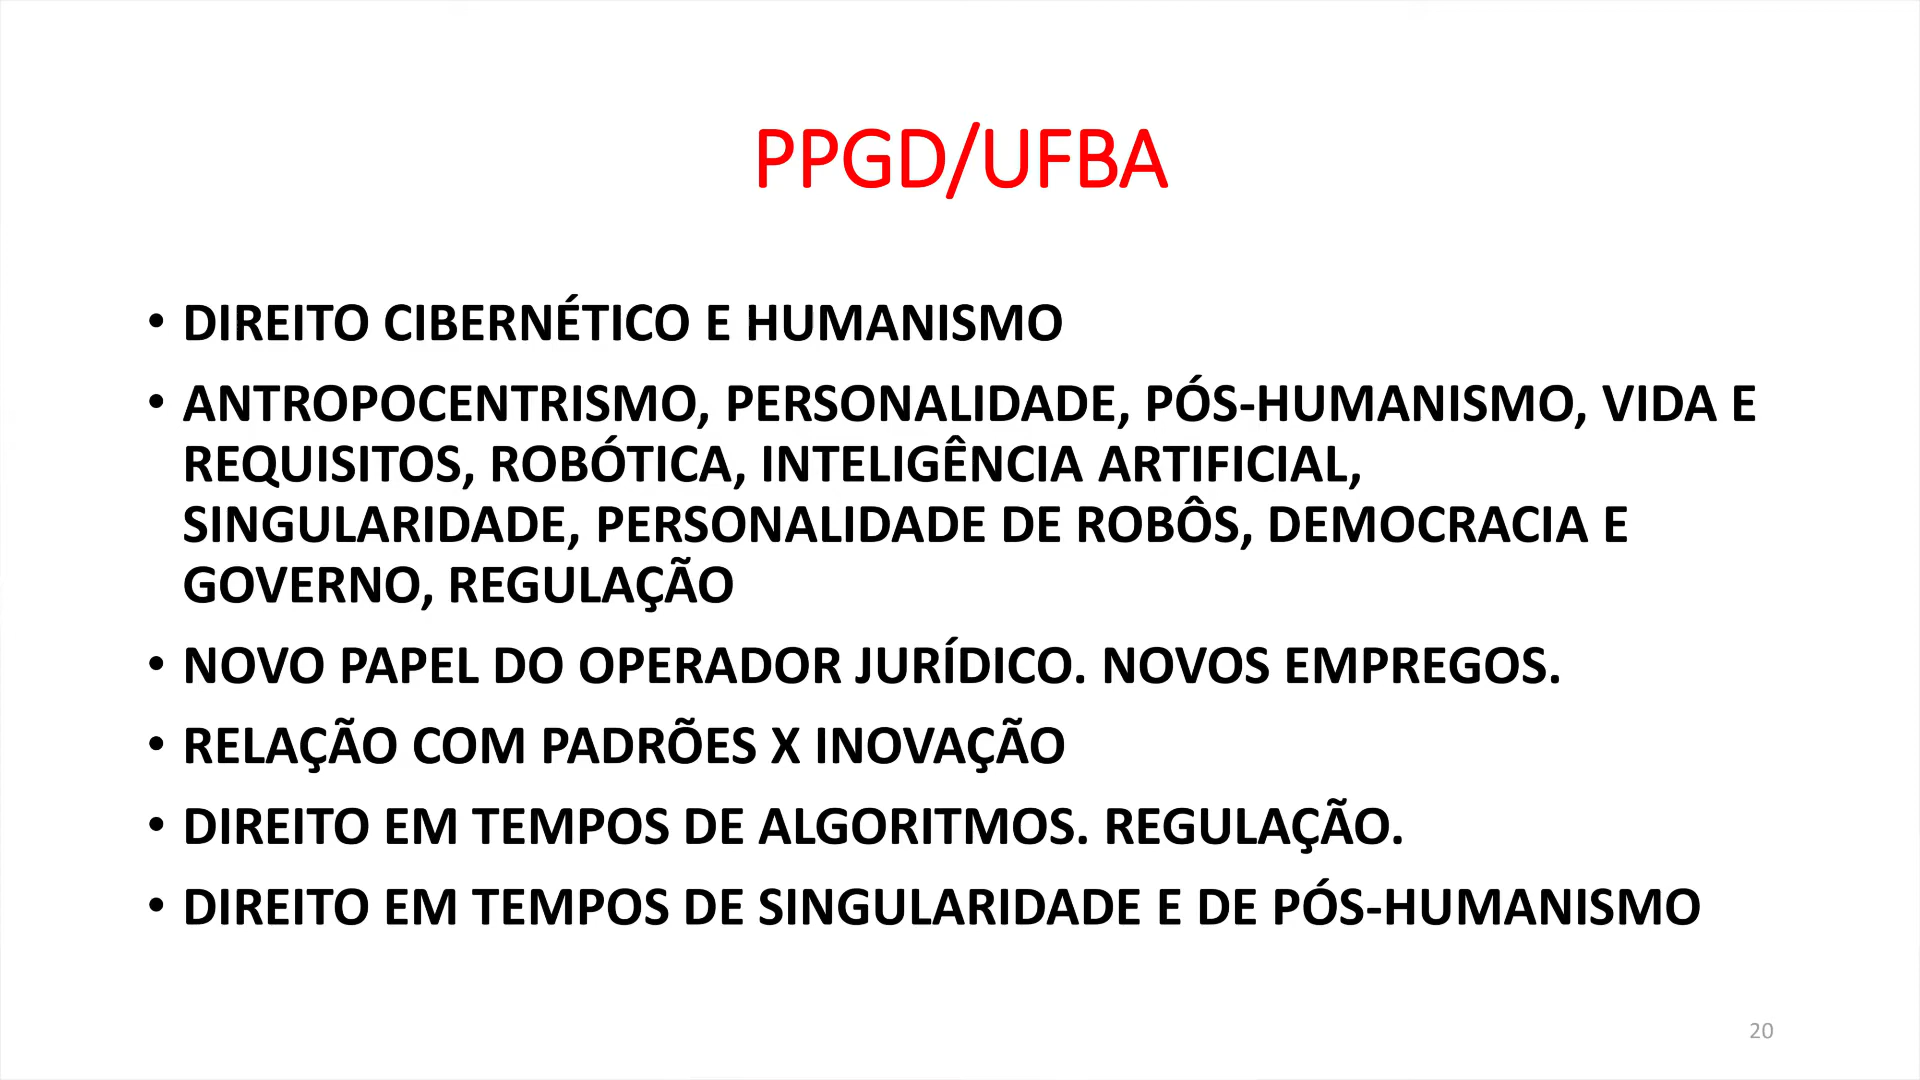 PPGD/UFBA
• DIREITO CIBERNÉTICO E HUMANISMO
• ANTROPOCENTRISMO, PERSONALIDADE, PÓS-HUMANISMO, VIDA E
REQUISITOS, ROBÓTICA, INTELIGÊNCIA ARTIFICIAL,
SINGULARIDADE, PERSONALIDADE DE ROBÔS, DEMOCRACIA E
GOVERNO, REGULAÇÃO
• NOVO PAPEL DO OPERADOR JURÍDICO. NOVOS EMPREGOS.
• RELAÇÃO COM PADRÕES X INOVAÇÃO
• DIREITO EM TEMPOS DE ALGORITMOS. REGULAÇÃO.
• DIREITO EM TEMPOS DE SINGULARIDADE E DE PÓS-HUMANISMO
20